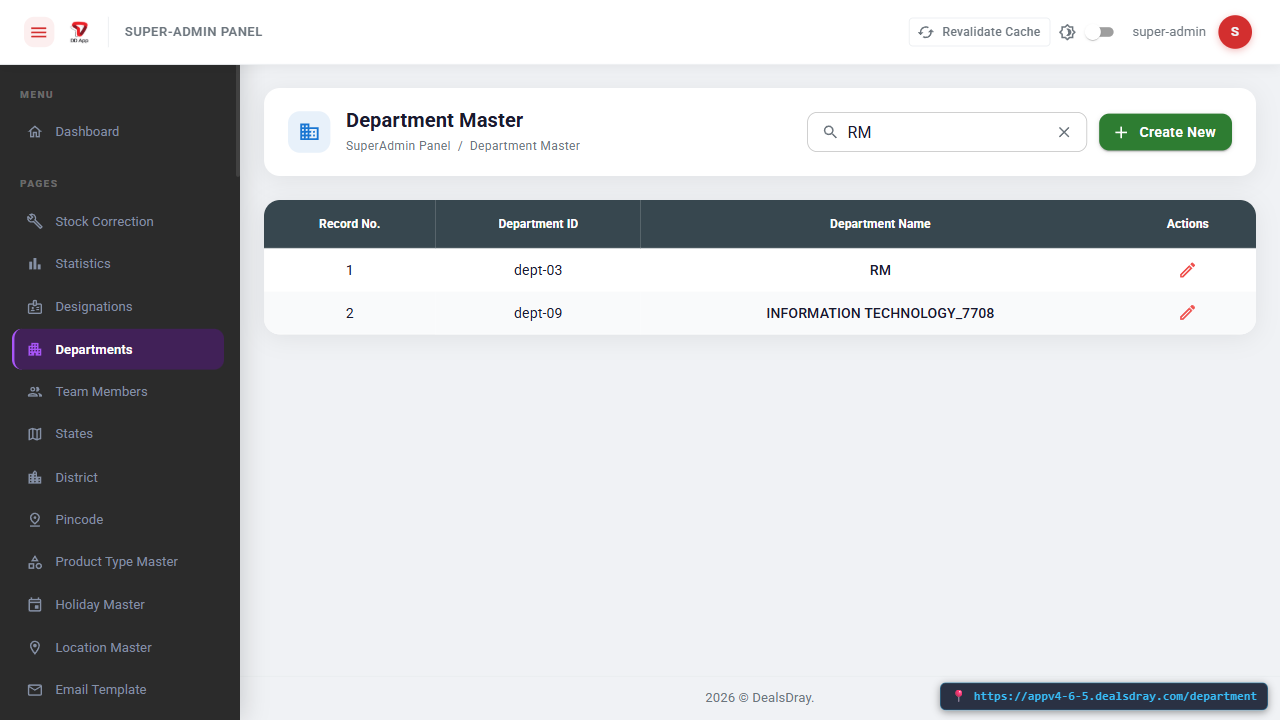 DD App
SUPER-ADMIN PANEL
Revalidate Cache
super-admin
S
MENU
Dashboard
PAGES
Stock Correction
Statistics
Designations
Departments
Team Members
States
District
Pincode
Product Type Master
Holiday Master
Location Master
Email Template
Department Master
SuperAdmin Panel / Department Master
RM
Create New
Record No. Department ID Department Name Actions
1 dept-03 RM
2 dept-09 INFORMATION TECHNOLOGY_7708
2026 © DealsDray.
https://appv4-6-5.dealsdray.com/department